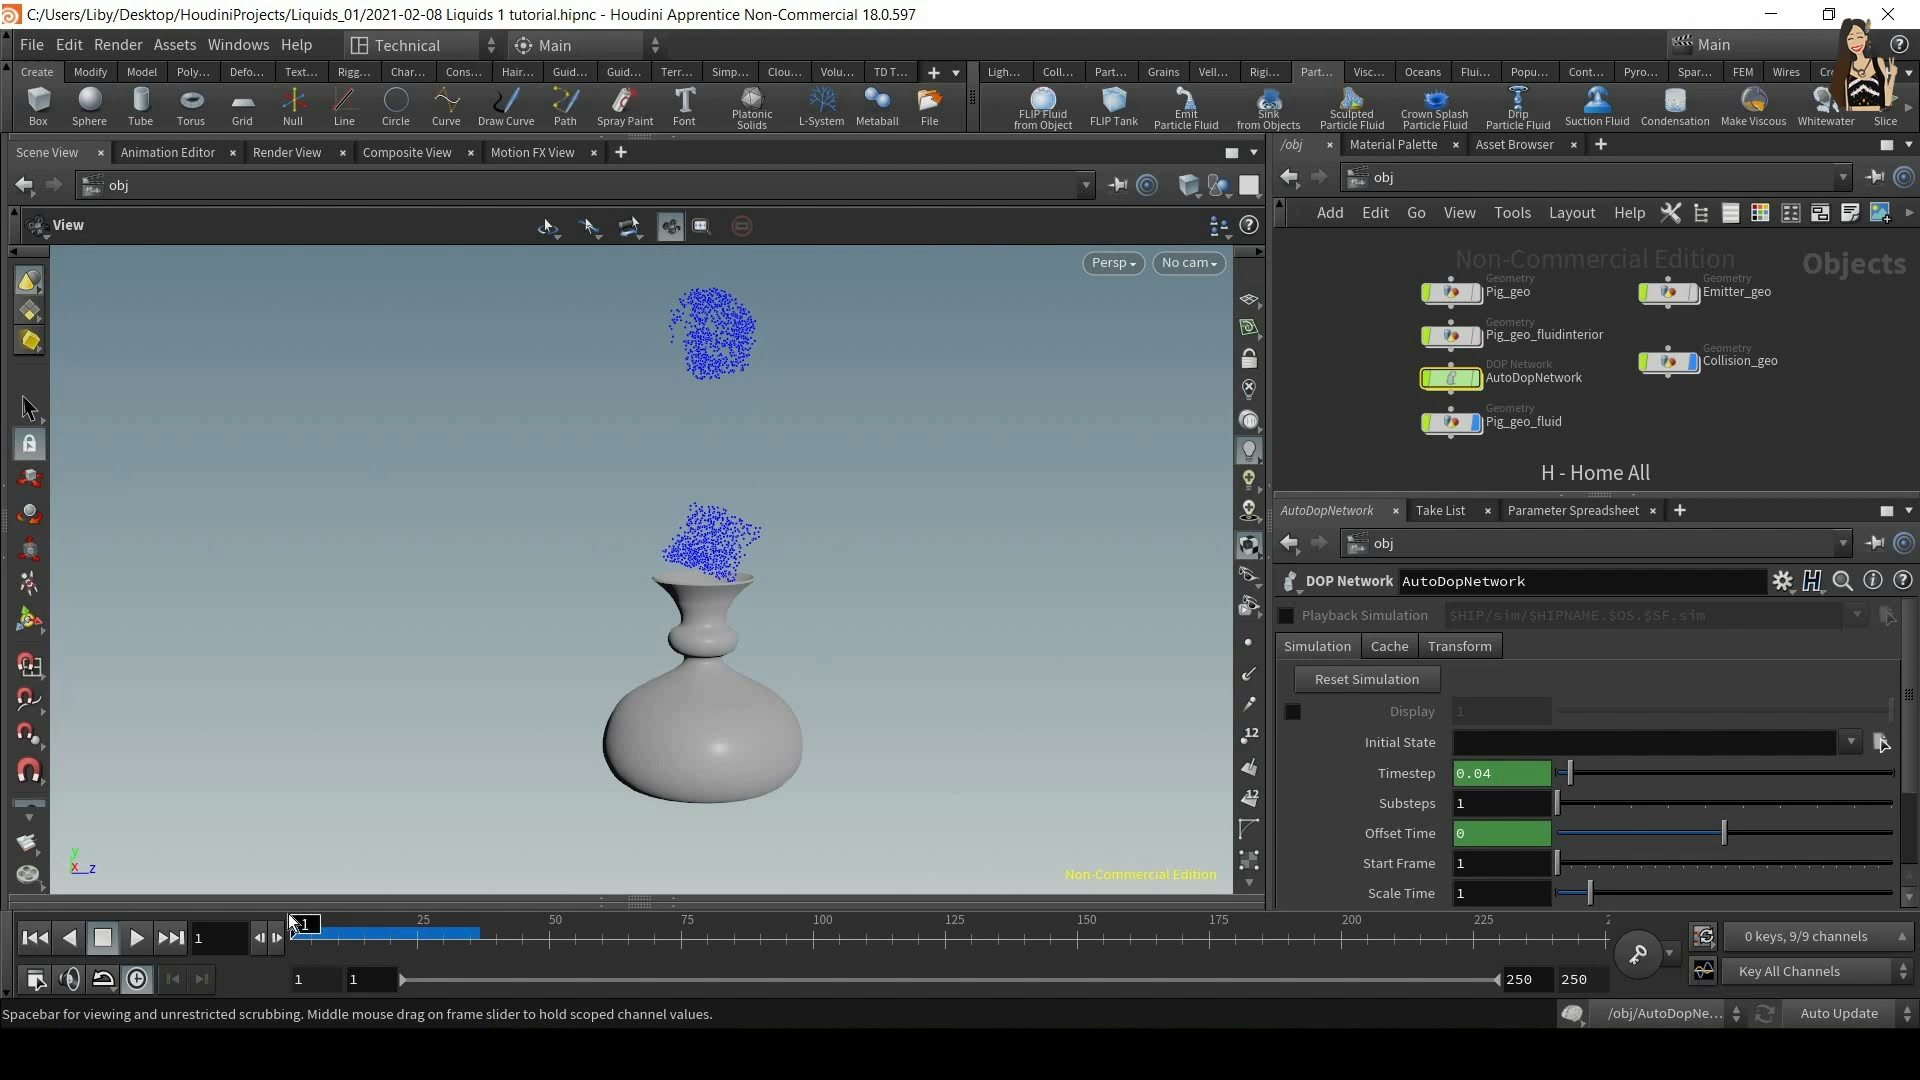 C:/Users/Liby/Desktop/HoudiniProjects/Liquids_01/2021-02-08 Liquids 1 tutorial.hipnc - Houdini Apprentice Non-Commercial 18.0.597
File Edit Render Assets Windows Help Technical Main Main
Create Modify Model Poly... Defo... Text... Rigg... Char... Cons... Hair... Guid... Guid... Terr... Simp... Clou... Volu... TD T...
Ligh... Coll... Part... Grains Vell... Rigi... Part... Visc... Oceans Flui... Popu... Cont... Pyro... Spar... FEM Wires
Box Sphere Tube Torus Grid Null Line Circle Curve Draw Curve Path Spray Paint Font Platonic Solids L-System Metaball File
FLIP Fluid from Object FLIP Tank Emit Particle Fluid Sink from Objects Sculpted Particle Fluid Crown Splash Particle Fluid Drip Particle Fluid Suction Fluid Condensation Make Viscous Whitewater Slice
Scene View Animation Editor Render View Composite View Motion FX View
/obj Material Palette Asset Browser
obj
obj
View
Add Edit Go View Tools Layout Help
Persp No cam
Non-Commercial Edition Objects
Geometry
Pig_geo
Geometry
Emitter_geo
Geometry
Pig_geo_fluidinterior
Geometry
Collision_geo
DOP Network
AutoDopNetwork
Geometry
Pig_geo_fluid
H - Home All
AutoDopNetwork Take List Parameter Spreadsheet
obj
DOP Network AutoDopNetwork
Playback Simulation $HIP/sim/$HIPNAME.$OS.$SF.sim
Simulation Cache Transform
Reset Simulation
Display 1
Initial State
Timestep 0.04
Substeps 1
Offset Time 0
Start Frame 1
Scale Time 1
12
12
y
x z
Non-Commercial Edition
1 1 25 50 75 100 125 150 175 200 225
0 keys, 9/9 channels
1 1 250 250
Key All Channels
Spacebar for viewing and unrestricted scrubbing. Middle mouse drag on frame slider to hold scoped channel values.
/obj/AutoDopNe... Auto Update